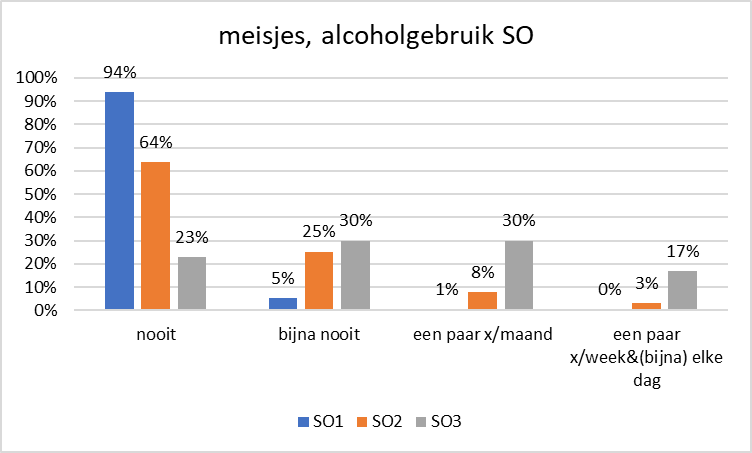 meisjes, alcoholgebruik SO
100%
90%
80%
70%
60%
50%
40%
30%
20%
10%
0%
94%
64%
23%
5%
25%
30%
1%
8%
30%
0%
3%
17%
nooit
bijna nooit
een paar x/maand
een paar
x/week&(bijna) elke
dag
SO1 SO2 SO3